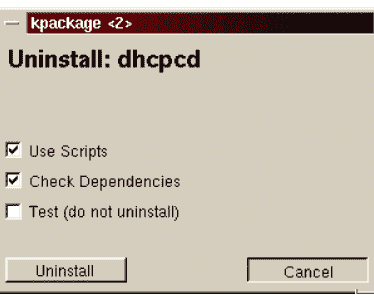 kpackage <2>
Uninstall: dhcpcd
Use Scripts
Check Dependencies
Test (do not uninstall)
Uninstall
Cancel